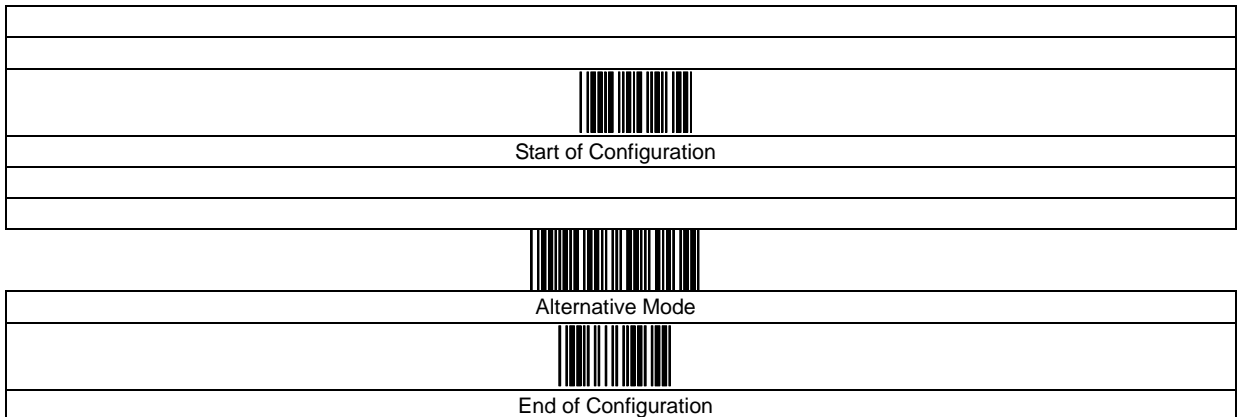 Start of Configuration
Alternative Mode
End of Configuration